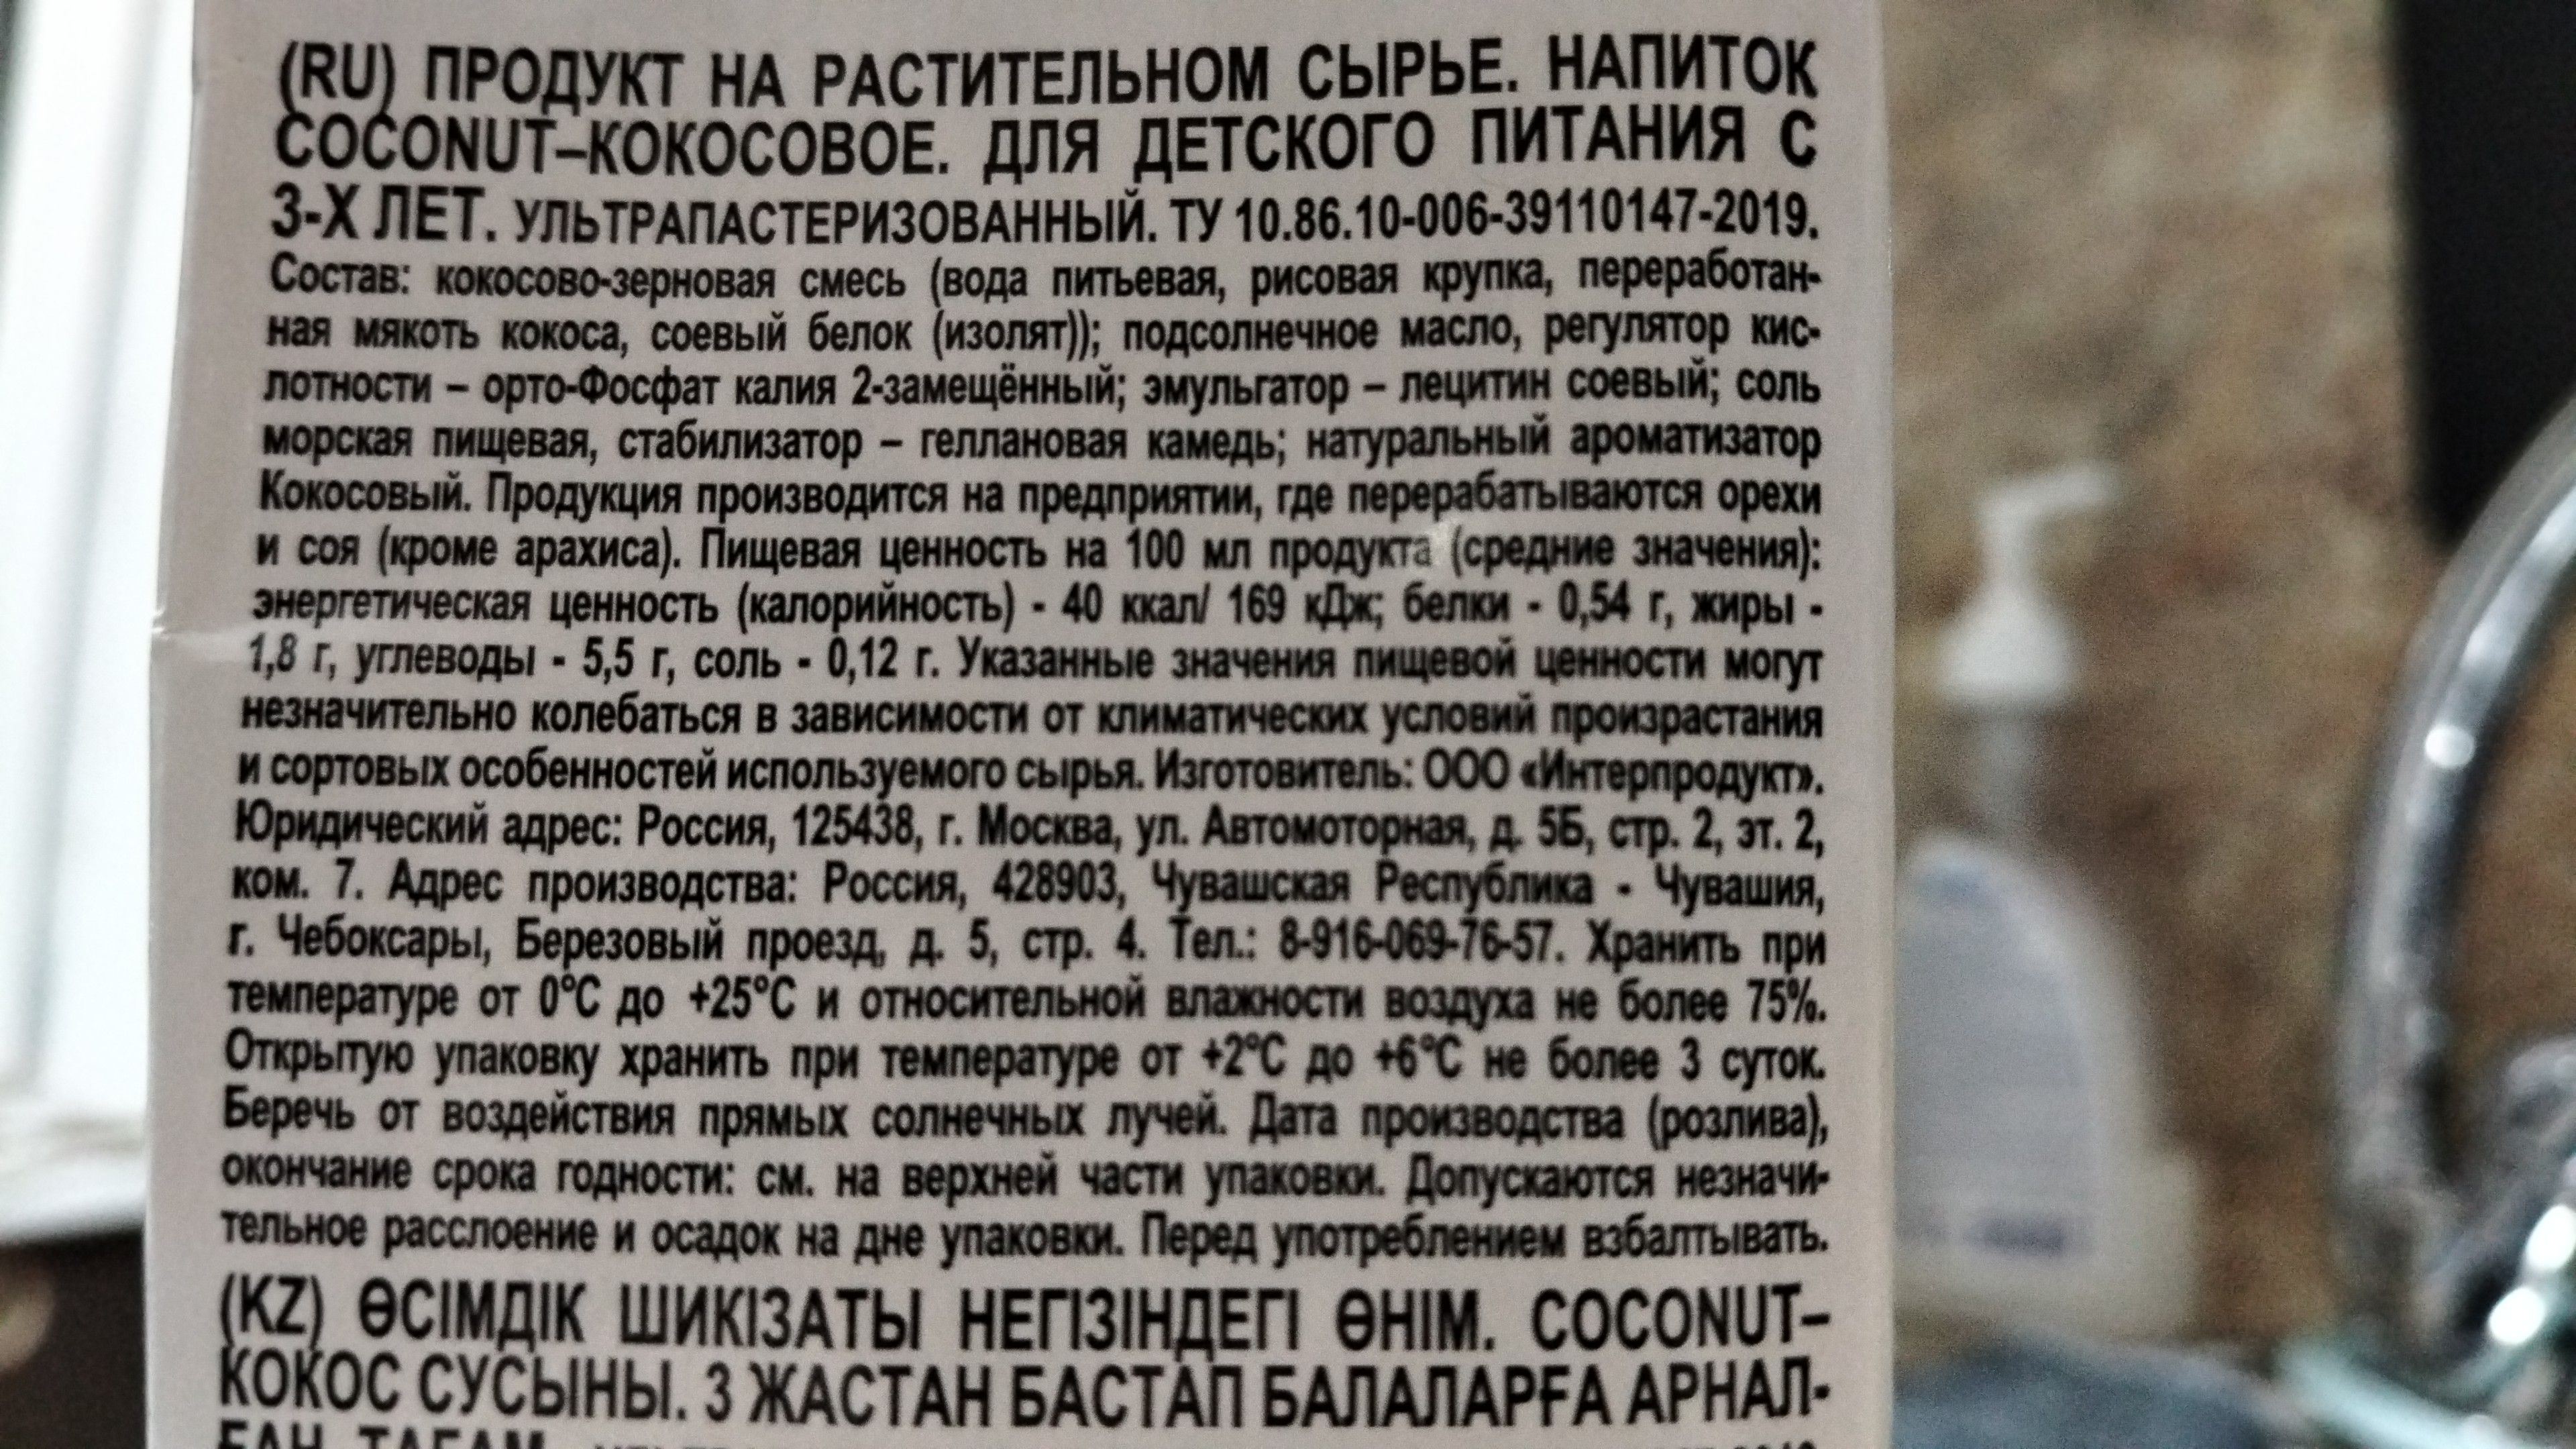 (RU) ПРОДУКТ НА РАСТИТЕЛЬНОМ СЫРЬЕ. НАПИТОК
COCONUT–КОКОСОВОЕ. ДЛЯ ДЕТСКОГО ПИТАНИЯ С
3-Х ЛЕТ. УЛЬТРАПАСТЕРИЗОВАННЫЙ. ТУ 10.86.10-006-39110147-2019.
Состав: кокосово-зерновая смесь (вода питьевая, рисовая крупка, переработан-
ная мякоть кокоса, соевый белок (изолят)); подсолнечное масло, регулятор кис-
лотности – орто-Фосфат калия 2-замещённый; эмульгатор – лецитин соевый; соль
морская пищевая, стабилизатор – геллановая камедь; натуральный ароматизатор
Кокосовый. Продукция производится на предприятии, где перерабатываются орехи
и соя (кроме арахиса). Пищевая ценность на 100 мл продукта (средние значения):
энергетическая ценность (калорийность) - 40 ккал/ 169 кДж; белки - 0,54 г, жиры -
1,8 г, углеводы - 5,5 г, соль - 0,12 г. Указанные значения пищевой ценности могут
незначительно колебаться в зависимости от климатических условий произрастания
и сортовых особенностей используемого сырья. Изготовитель: ООО «Интерпродукт».
Юридический адрес: Россия, 125438, г. Москва, ул. Автомоторная, д. 5Б, стр. 2, эт. 2,
ком. 7. Адрес производства: Россия, 428903, Чувашская Республика - Чувашия,
г. Чебоксары, Березовый проезд, д. 5, стр. 4. Тел.: 8-916-069-76-57. Хранить при
температуре от 0°С до +25°С и относительной влажности воздуха не более 75%.
Открытую упаковку хранить при температуре от +2°С до +6°С не более 3 суток.
Беречь от воздействия прямых солнечных лучей. Дата производства (розлива),
окончание срока годности: см. на верхней части упаковки. Допускаются незначи-
тельное расслоение и осадок на дне упаковки. Перед употреблением взбалтывать.
(KZ) ӨСІМДІК ШИКІЗАТЫ НЕГІЗІНДЕГІ ӨНІМ. COCONUT–
КОКОС СУСЫНЫ. 3 ЖАСТАН БАСТАП БАЛАЛАРҒА АРНАЛ-
ҒАН ТАҒАМ.